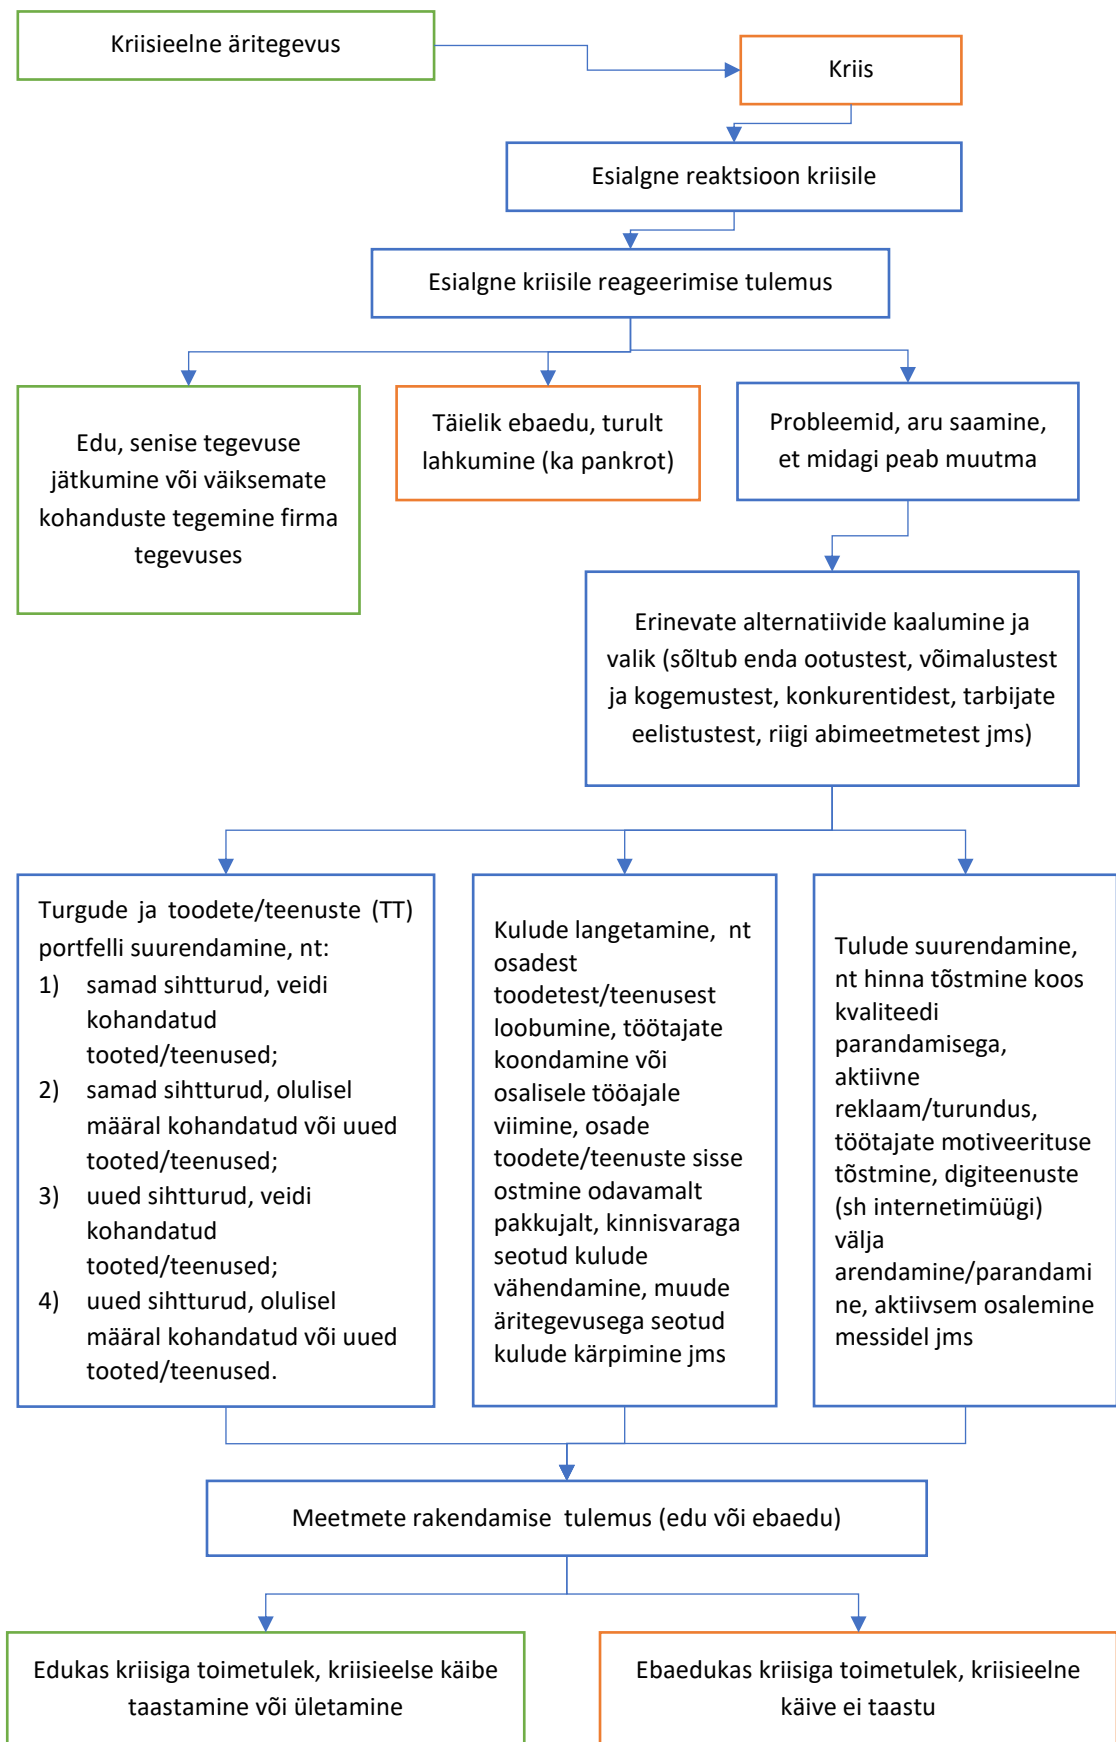 Kriisieelne äritegevus
Kriis
Esialgne reaktsioon kriisile
Esialgne kriisile reageerimise tulemus
Edu, senise tegevuse
jätkumine või väiksemate
kohanduste tegemine firma
tegevuses
Täielik ebaedu, turult
lahkumine (ka pankrot)
Probleemid, aru saamine,
et midagi peab muutma
Erinevate alternatiivide kaalumine ja
valik (sõltub enda ootustest, võimalustest
ja kogemustest, konkurentidest, tarbijate
eelistustest, riigi abimeetmetest jms)
Turgude ja toodete/teenuste (TT)
portfelli suurendamine, nt:
1) samad sihtturud, veidi
kohandatud
tooted/teenused;
2) samad sihtturud, olulisel
määral kohandatud või uued
tooted/teenused;
3) uued sihtturud, veidi
kohandatud
tooted/teenused;
4) uued sihtturud, olulisel
määral kohandatud või uued
tooted/teenused.
Kulude langetamine, nt
osadest
toodetest/teenusest
loobumine, töötajate
koondamine või
osalisele tööajale
viimine, osade
toodete/teenuste sisse
ostmine odavamalt
pakkujalt, kinnisvaraga
seotud kulude
vähendamine, muude
äritegevusega seotud
kulude kärpimine jms
Tulude suurendamine,
nt hinna tõstmine koos
kvaliteedi
parandamisega,
aktiivne
reklaam/turundus,
töötajate motiveerituse
tõstmine, digiteenuste
(sh internetimüügi)
välja
arendamine/parandami
ne, aktiivsem osalemine
messidel jms
Meetmete rakendamise tulemus (edu või ebaedu)
Edukas kriisiga toimetulek, kriisieelse käibe
taastamine või ületamine
Ebaedukas kriisiga toimetulek, kriisieelne
käive ei taastu